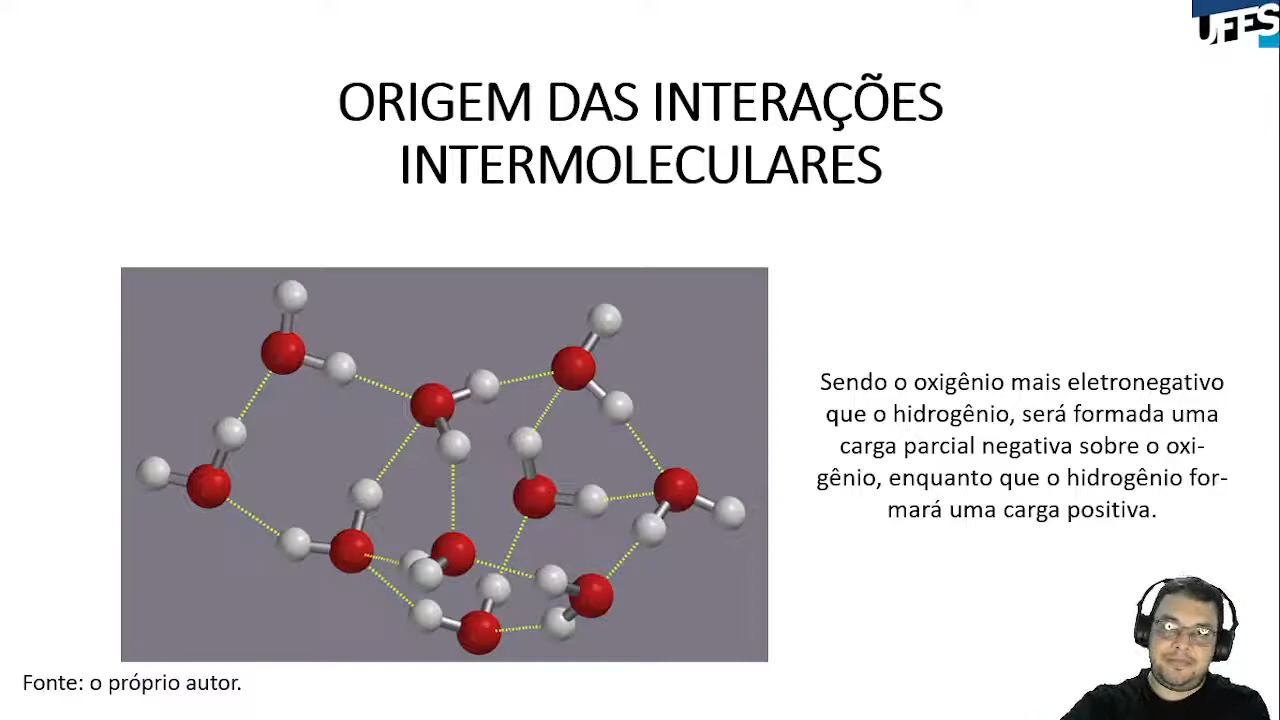 UFES
ORIGEM DAS INTERAÇÕES
INTERMOLECULARES
Sendo o oxigênio mais eletronegativo
que o hidrogênio, será formada uma
carga parcial negativa sobre o oxi-
gênio, enquanto que o hidrogênio for-
mará uma carga positiva.
Fonte: o próprio autor.